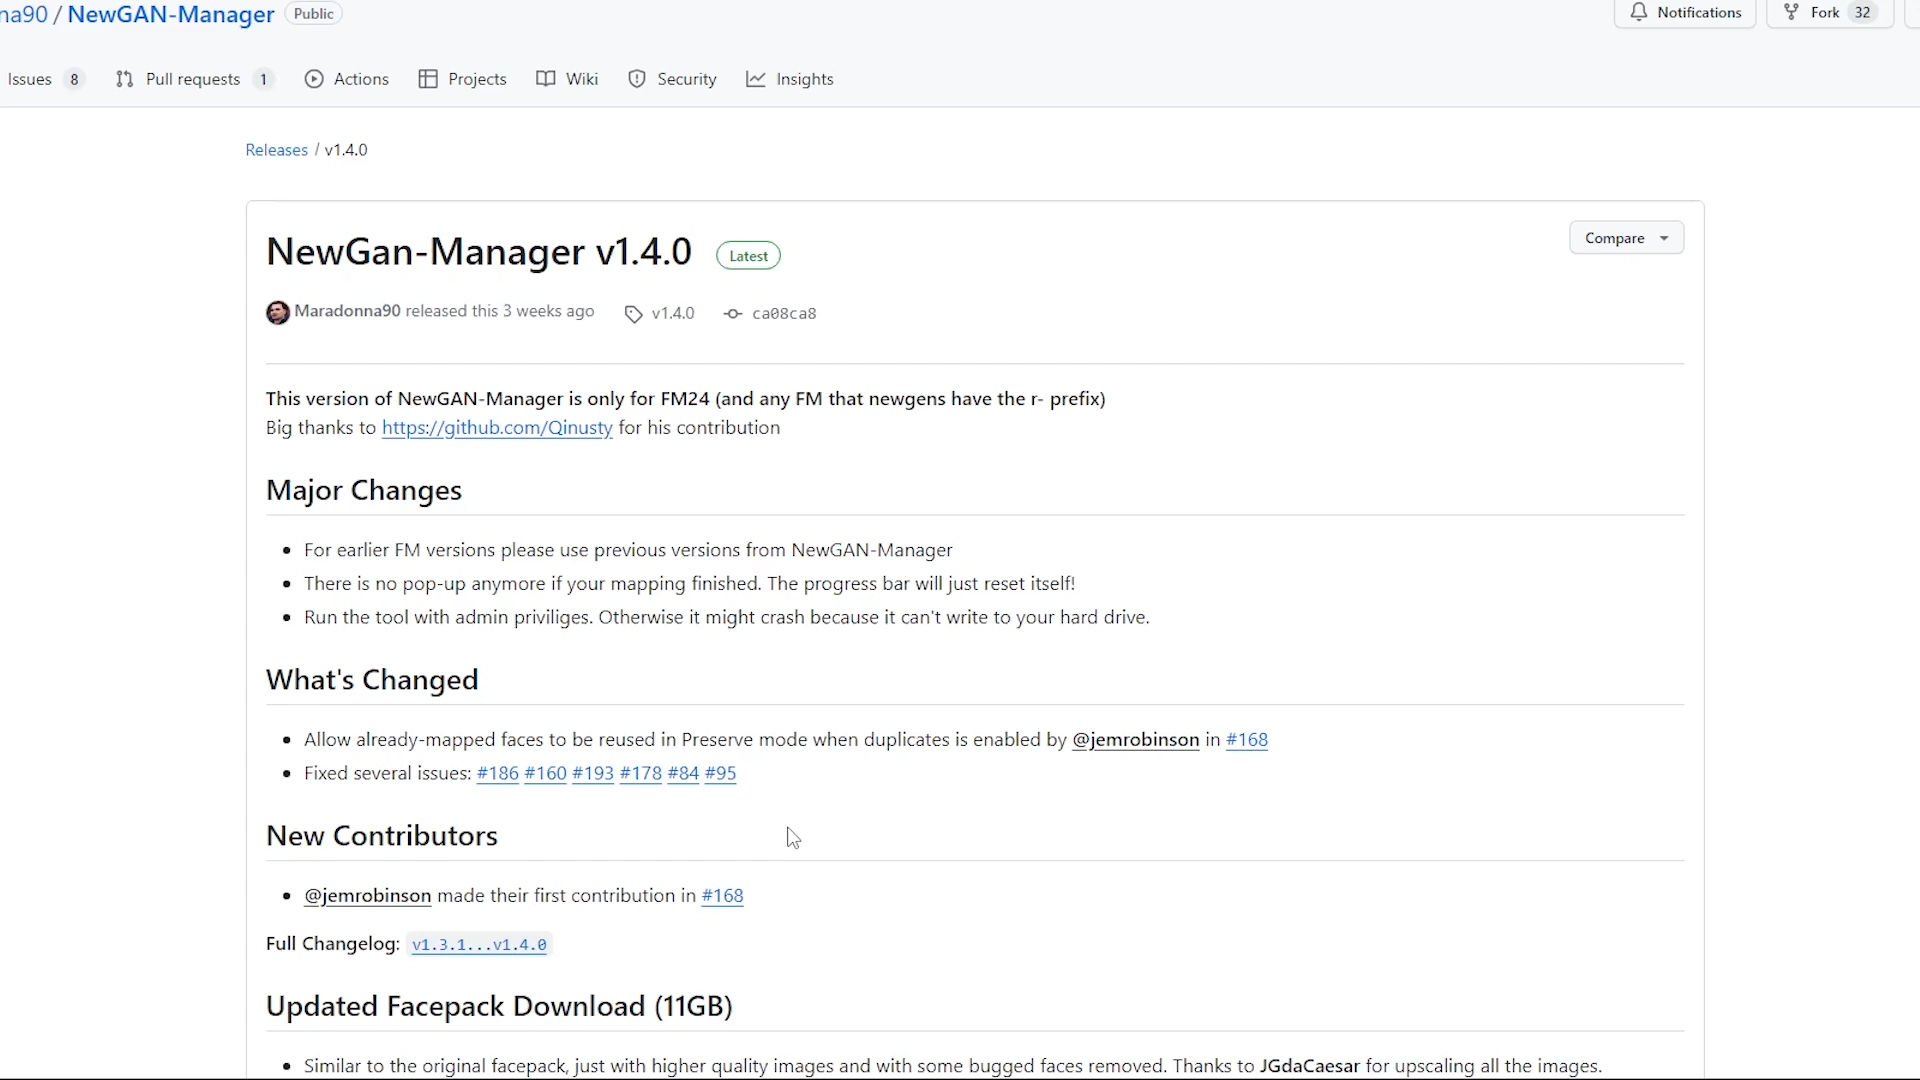 na90 / NewGAN-Manager Public Notifications Fork 32
Issues 8 Pull requests 1 Actions Projects Wiki Security Insights
Releases / v1.4.0
NewGan-Manager v1.4.0 Latest Compare
Maradonna90 released this 3 weeks ago v1.4.0 ca08ca8
This version of NewGAN-Manager is only for FM24 (and any FM that newgens have the r- prefix)
Big thanks to https://github.com/Qinusty for his contribution
Major Changes
For earlier FM versions please use previous versions from NewGAN-Manager
There is no pop-up anymore if your mapping finished. The progress bar will just reset itself!
Run the tool with admin priviliges. Otherwise it might crash because it can't write to your hard drive.
What's Changed
Allow already-mapped faces to be reused in Preserve mode when duplicates is enabled by @jemrobinson in #168
Fixed several issues: #186 #160 #193 #178 #84 #95
New Contributors
@jemrobinson made their first contribution in #168
Full Changelog: v1.3.1...v1.4.0
Updated Facepack Download (11GB)
Similar to the original facepack, just with higher quality images and with some bugged faces removed. Thanks to JGdaCaesar for upscaling all the images.